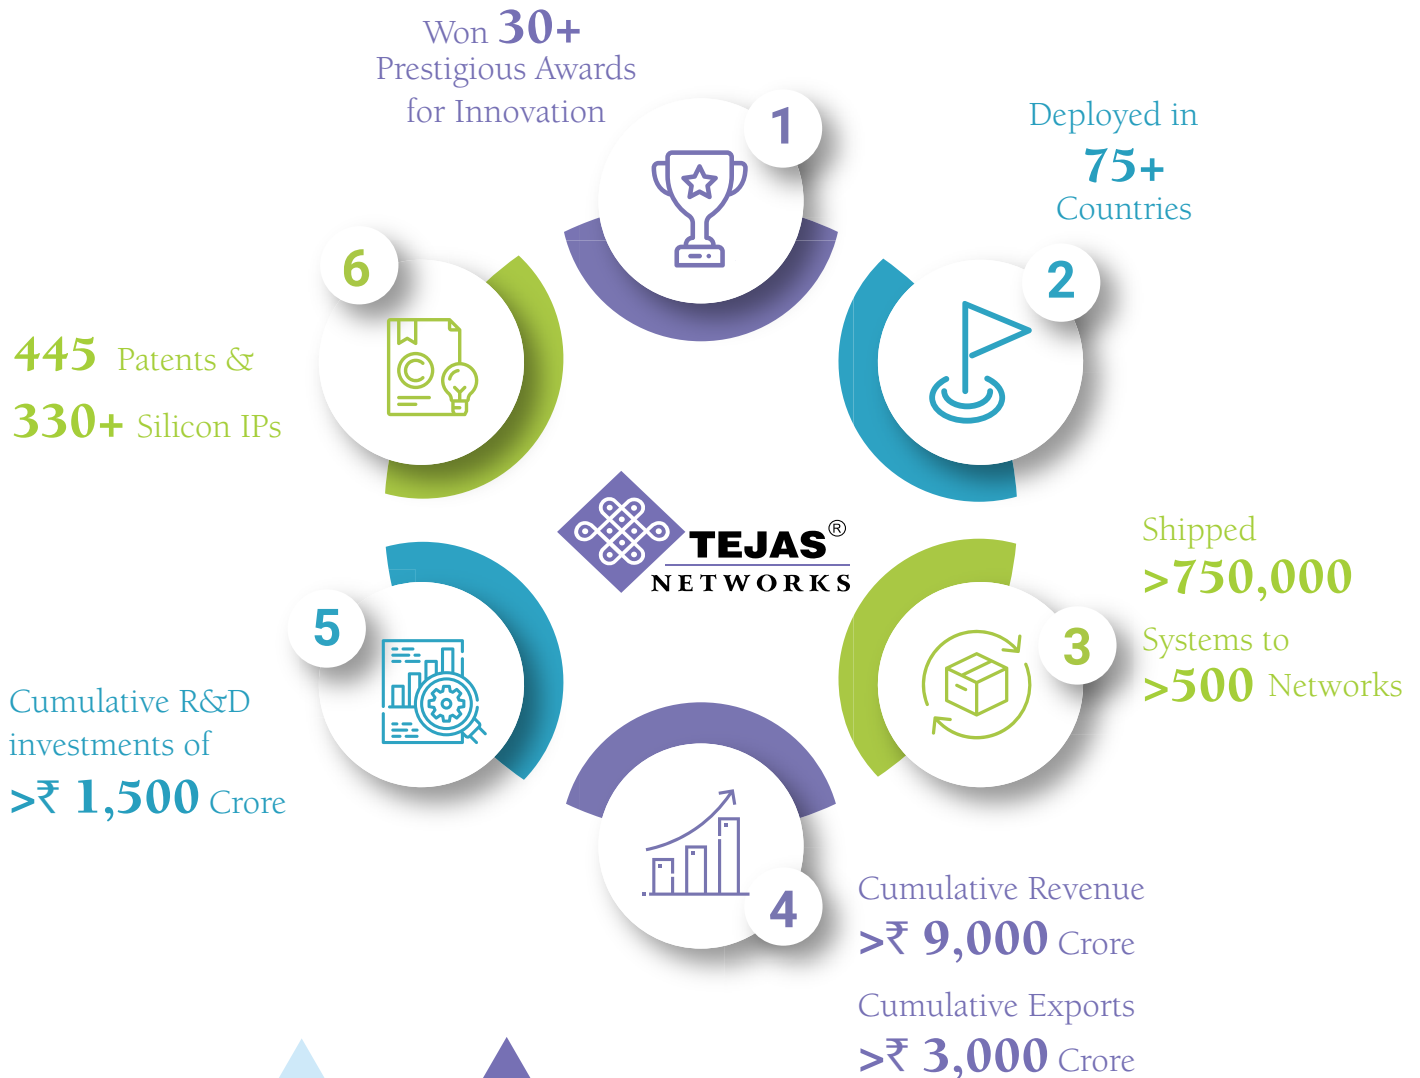 Won 30+
Prestigious Awards
for Innovation
1
Deployed in
75+
Countries
2
Shipped
>750,000
Systems to
>500 Networks
3
Cumulative Revenue
>₹ 9,000 Crore
Cumulative Exports
>₹ 3,000 Crore
4
5
Cumulative R&D
investments of
>₹ 1,500 Crore
6
445 Patents &
330+ Silicon IPs
©
TEJAS®
NETWORKS